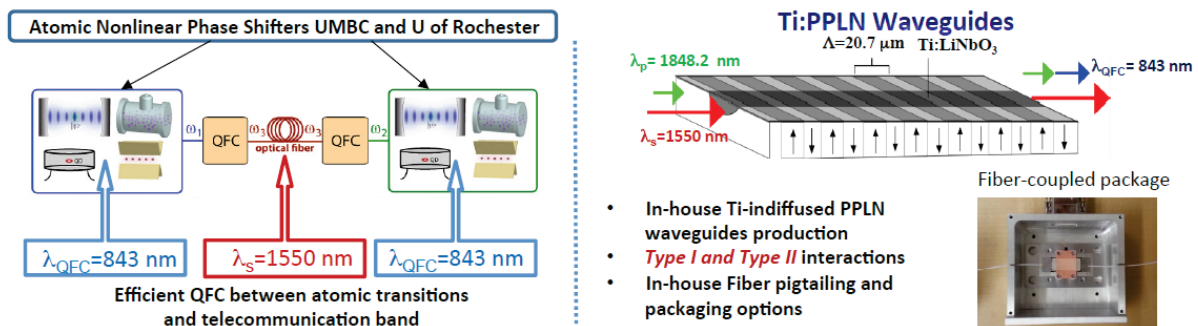 Atomic Nonlinear Phase Shifters UMBC and U of Rochester
ω1
QFC
ω3
ω3
optical fiber
QFC
ω2
QD
QD
λQFC=843 nm
λs=1550 nm
λQFC=843 nm
Efficient QFC between atomic transitions
and telecommunication band
Ti:PPLN Waveguides
Λ=20.7 µm
Ti:LiNbO3
λp= 1848.2 nm
λQFC= 843 nm
λs=1550 nm
Fiber-coupled package
• In-house Ti-indiffused PPLN
waveguides production
• Type I and Type II interactions
• In-house Fiber pigtailing and
packaging options